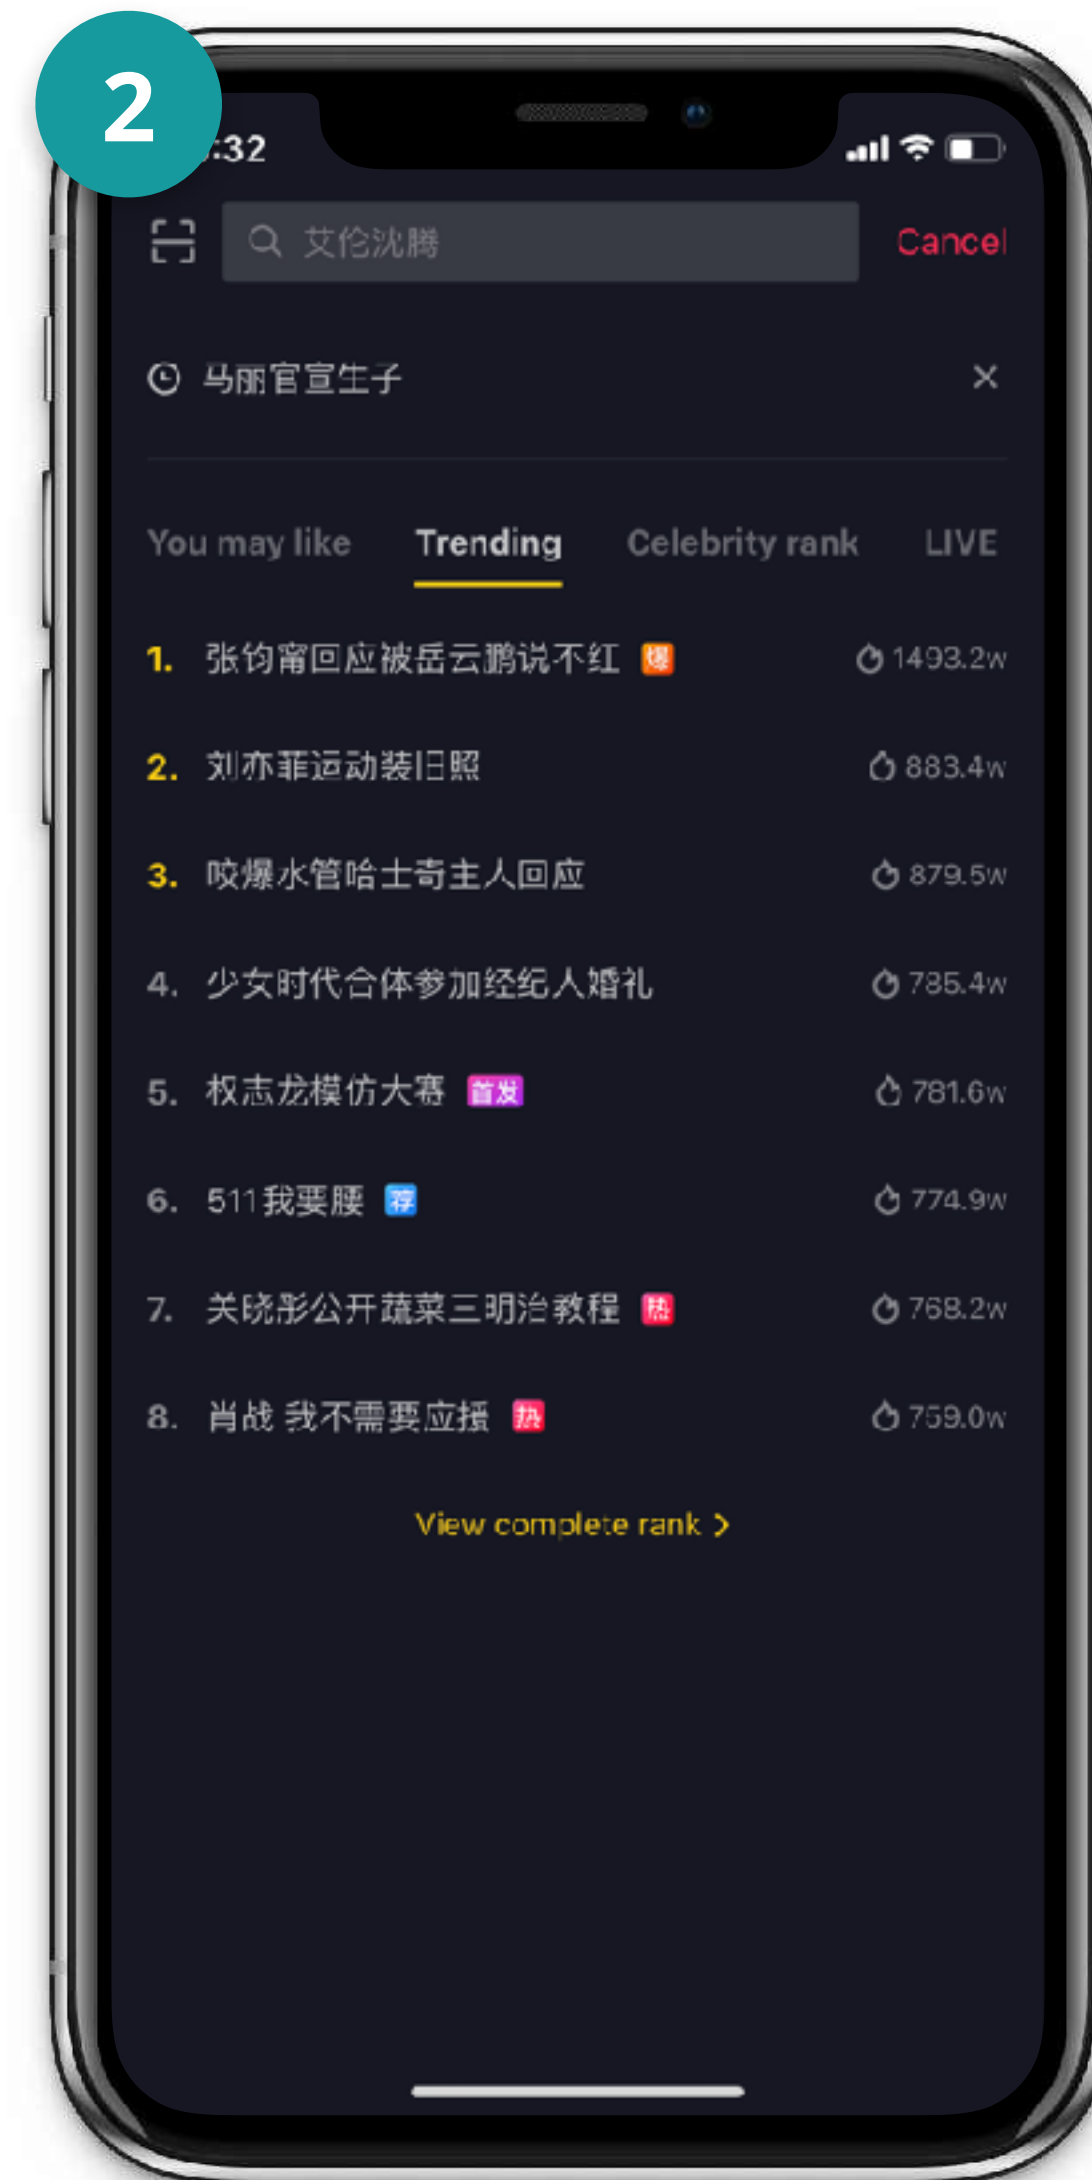 2
:32
艾伦沈腾 Cancel
马丽官宣生子
You may like Trending Celebrity rank LIVE
1. 张钧甯回应被岳云鹏说不红 爆 1493.2w
2. 刘亦菲运动装旧照 883.4w
3. 咬爆水管哈士奇主人回应 879.5w
4. 少女时代合体参加经纪人婚礼 785.4w
5. 权志龙模仿大赛 首发 781.6w
6. 511我要腰 荐 774.9w
7. 关晓彤公开蔬菜三明治教程 热 768.2w
8. 肖战 我不需要应援 热 759.0w
View complete rank >